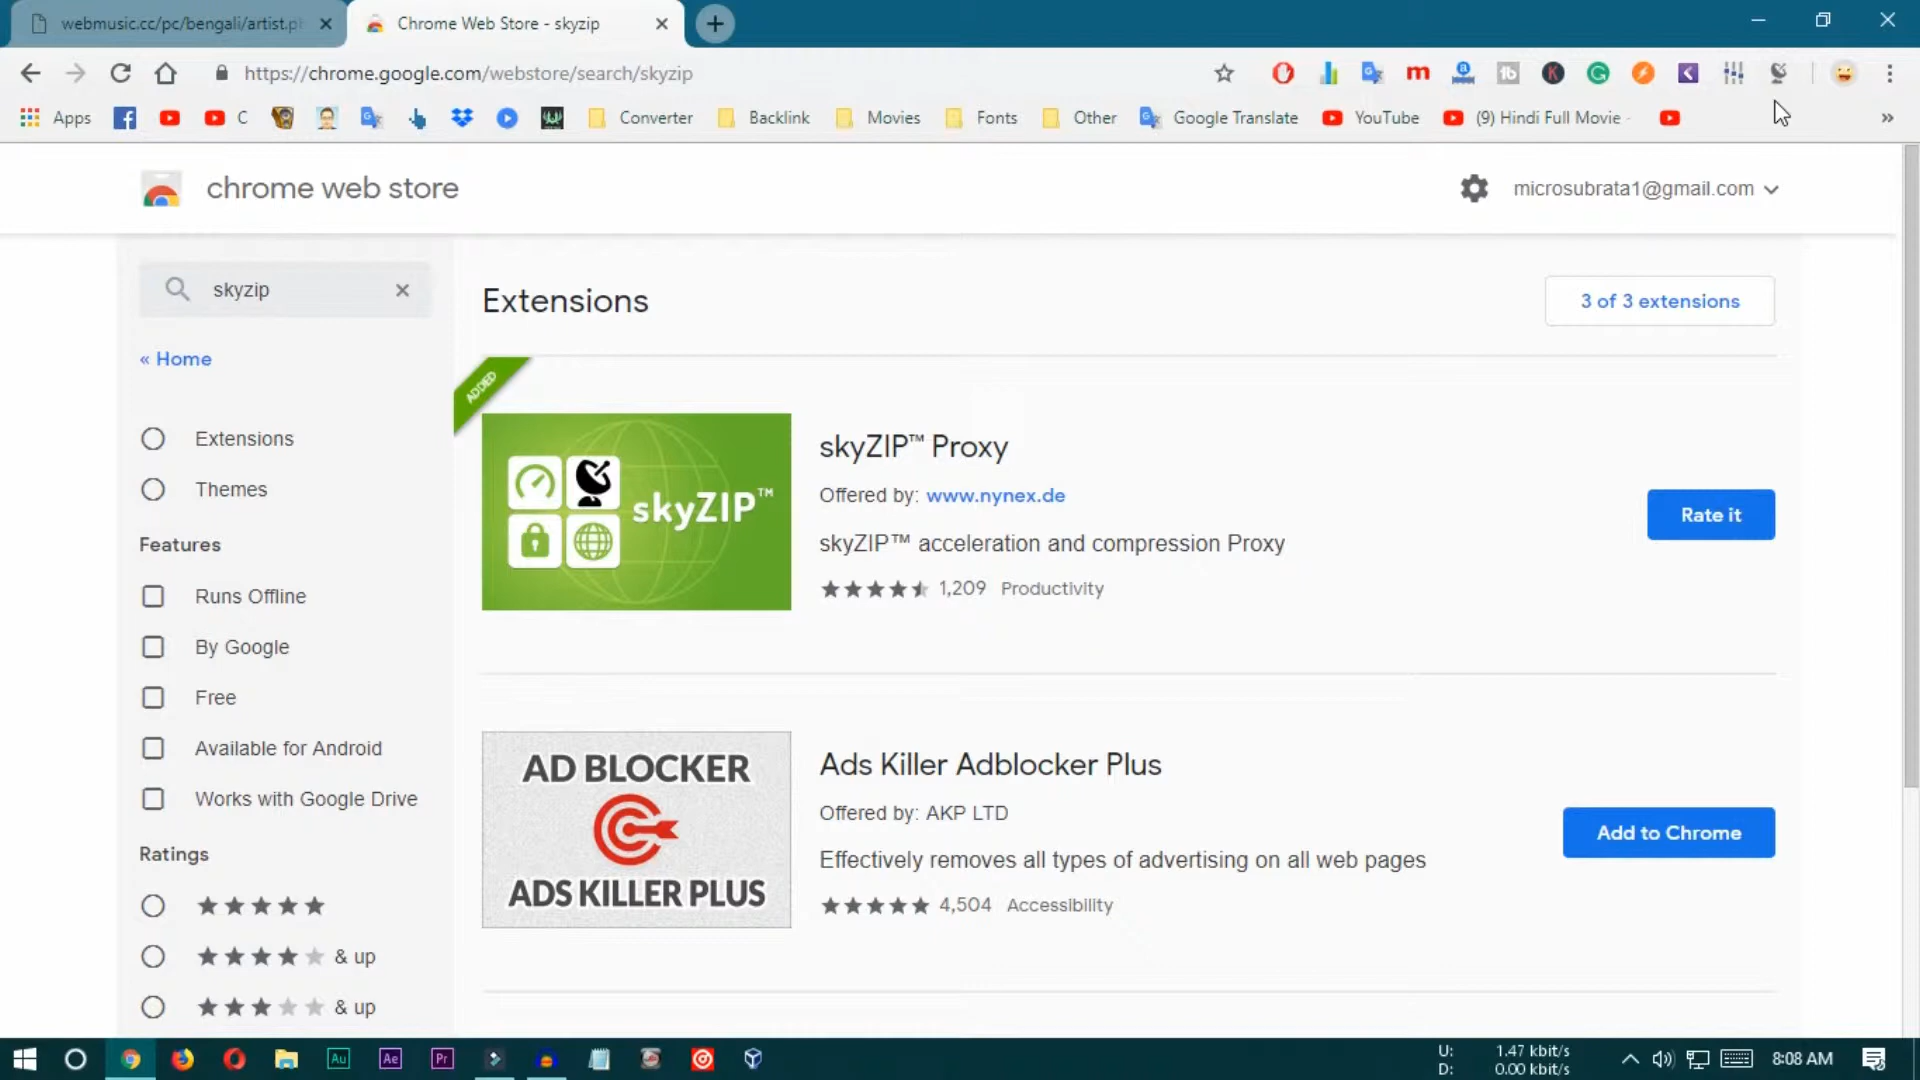 webmusic.cc/pc/bengali/artist.p
Chrome Web Store - skyzip
https://chrome.google.com/webstore/search/skyzip
Apps
C
Converter
Backlink
Movies
Fonts
Other
Google Translate
YouTube
(9) Hindi Full Movie -
chrome web store
microsubrata1@gmail.com
skyzip
« Home
Extensions
Themes
Features
Runs Offline
By Google
Free
Available for Android
Works with Google Drive
Ratings
& up
& up
Extensions
3 of 3 extensions
ADDED
skyZIP™
skyZIP™ Proxy
Offered by: www.nynex.de
skyZIP™ acceleration and compression Proxy
1,209 Productivity
Rate it
AD BLOCKER
ADS KILLER PLUS
Ads Killer Adblocker Plus
Offered by: AKP LTD
Effectively removes all types of advertising on all web pages
4,504 Accessibility
Add to Chrome
Au
Ae
Pr
U: 1.47 kbit/s
D: 0.00 kbit/s
8:08 AM